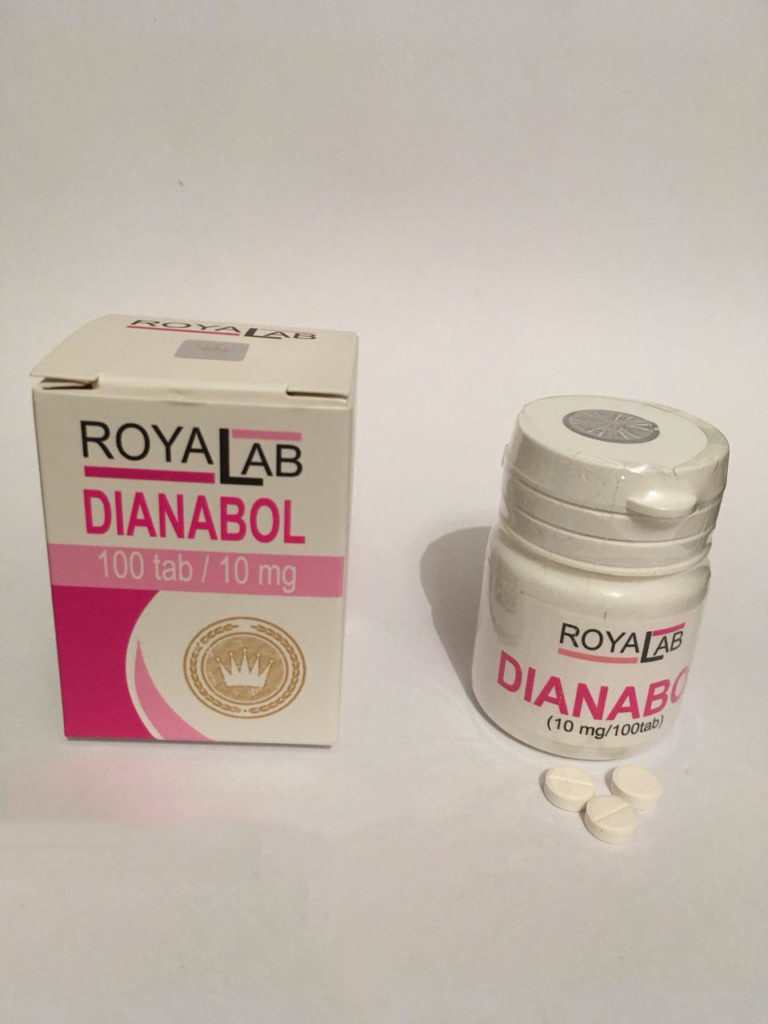 ROYALAB
ROYALAB
DIANABOL
100 tab / 10 mg
ROYALAB
DIANABO
(10 mg/100tab)